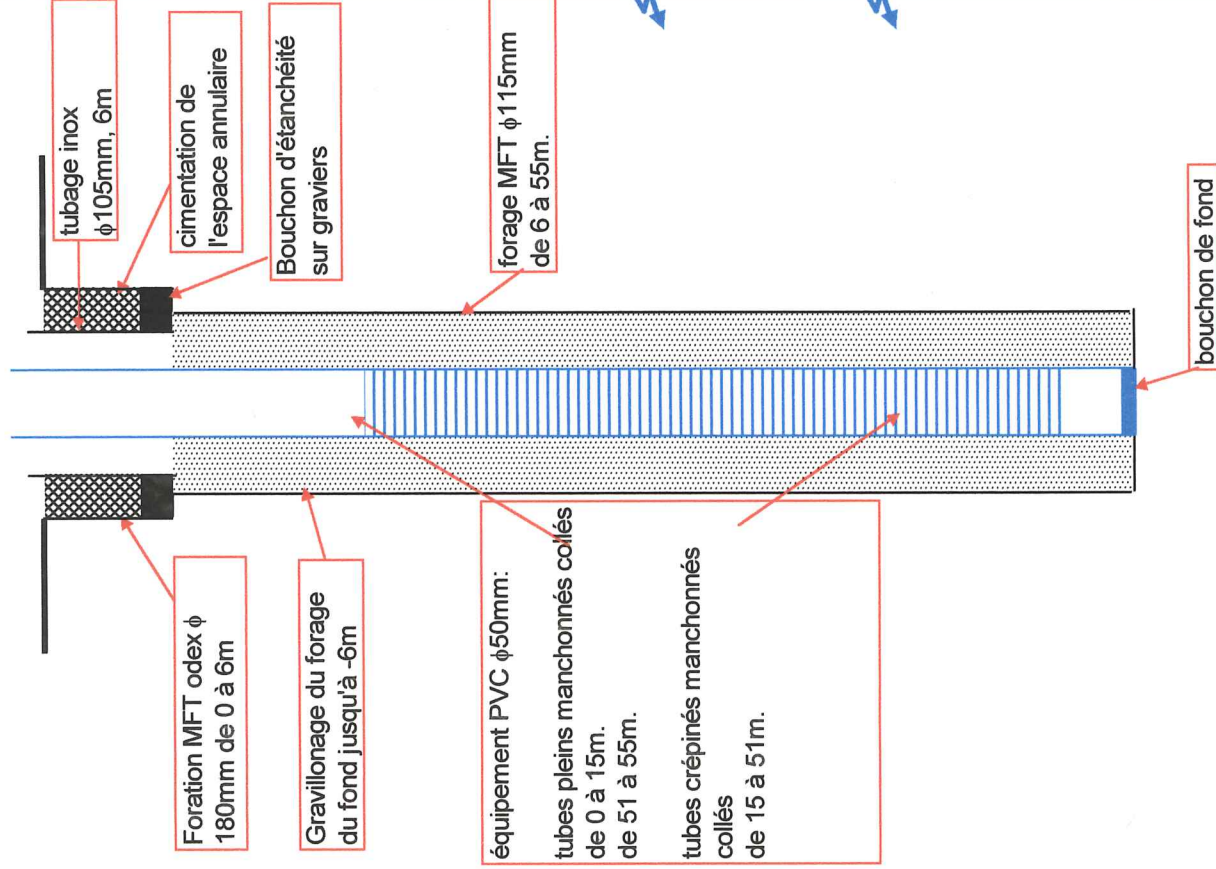 tubage inox
ϕ105mm, 6m
cimentation de
l'espace annulaire
Bouchon d'étanchéité
sur graviers
forage MFT ϕ115mm
de 6 à 55m.
bouchon de fond
Foration MFT odex ϕ
180mm de 0 à 6m
Gravillonage du forage
du fond jusqu'à -6m
équipement PVC ϕ50mm:
tubes pleins manchonnés collés
de 0 à 15m.
de 51 à 55m.
tubes crépinés manchonnés
collés
de 15 à 51m.